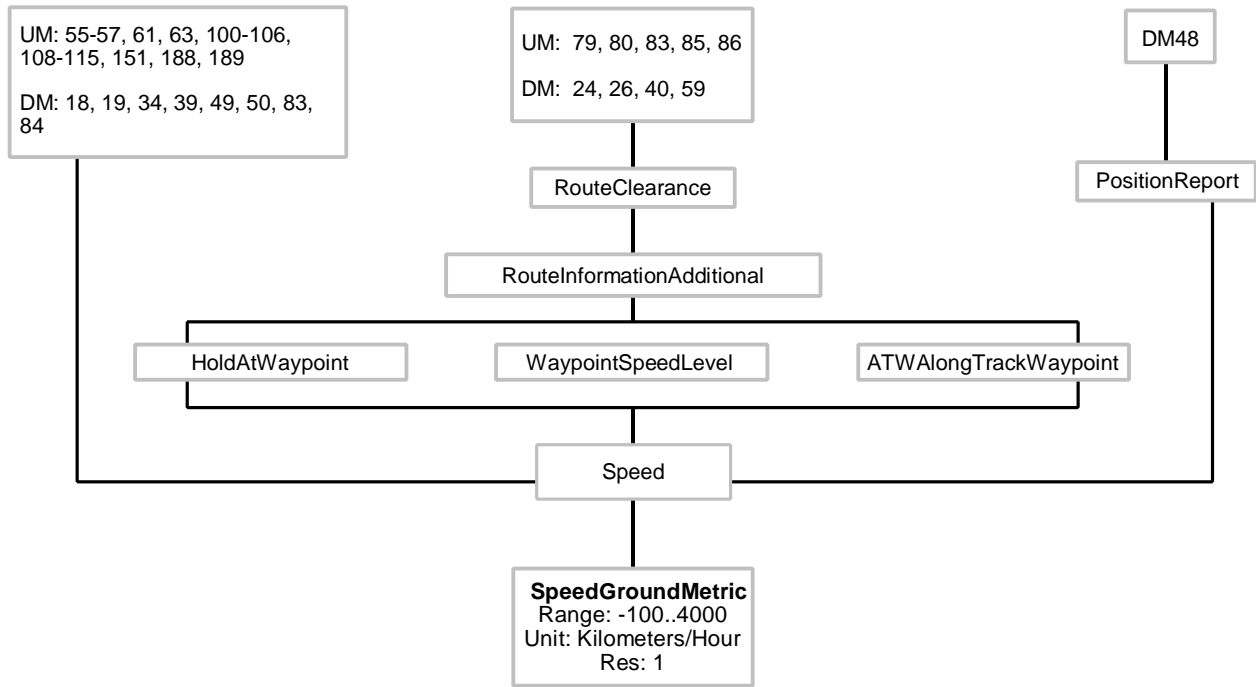 UM: 55-57, 61, 63, 100-106,
108-115, 151, 188, 189
DM: 18, 19, 34, 39, 49, 50, 83,
84
UM:  79, 80, 83, 85, 86
DM:  24, 26, 40, 59
DM48
RouteClearance
PositionReport
RouteInformationAdditional
HoldAtWaypoint
WaypointSpeedLevel
ATWAlongTrackWaypoint
Speed
SpeedGroundMetric
Range: -100..4000
Unit: Kilometers/Hour
Res: 1